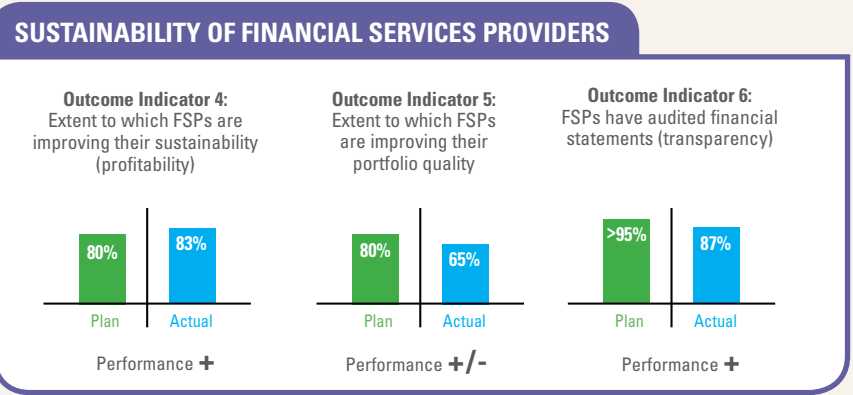 SUSTAINABILITY OF FINANCIAL SERVICES PROVIDERS
Outcome Indicator 4:
Extent to which FSPs are
improving their sustainability
(profitability)
80%
83%
Plan
Actual
Performance +
Outcome Indicator 5:
Extent to which FSPs
are improving their
portfolio quality
80%
65%
Plan
Actual
Performance +/-
Outcome Indicator 6:
FSPs have audited financial
statements (transparency)
>95%
87%
Plan
Actual
Performance +